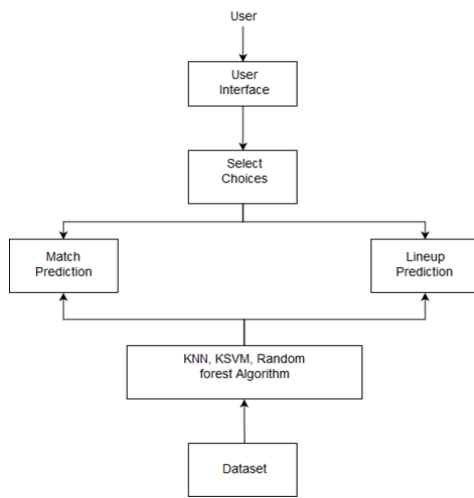 User
User
Interface
Select
Choices
Match
Prediction
Lineup
Prediction
KNN, KSVM, Random
forest Algorithm
Dataset